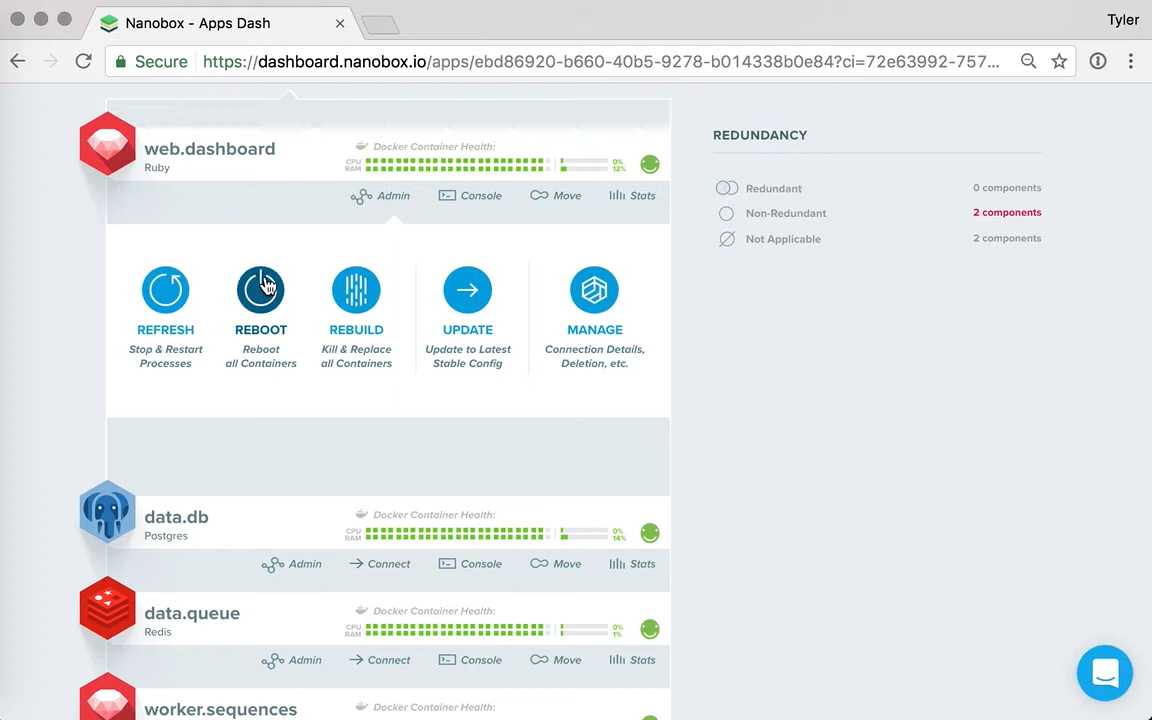 Nanobox - Apps Dash
Tyler
Secure https://dashboard.nanobox.io/apps/ebd86920-b660-40b5-9278-b014338b0e84?ci=72e63992-757...
web.dashboard
Ruby
Docker Container Health:
CPU 0%
RAM 12%
Admin Console Move Stats
REDUNDANCY
Redundant 0 components
Non-Redundant 2 components
Not Applicable 2 components
REFRESH
Stop & Restart
Processes
REBOOT
Reboot
all Containers
REBUILD
Kill & Replace
all Containers
UPDATE
Update to Latest
Stable Config
MANAGE
Connection Details,
Deletion, etc.
data.db
Postgres
Docker Container Health:
CPU 0%
RAM 14%
Admin Connect Console Move Stats
data.queue
Redis
Docker Container Health:
CPU 0%
RAM 1%
Admin Connect Console Move Stats
worker.sequences
Docker Container Health: